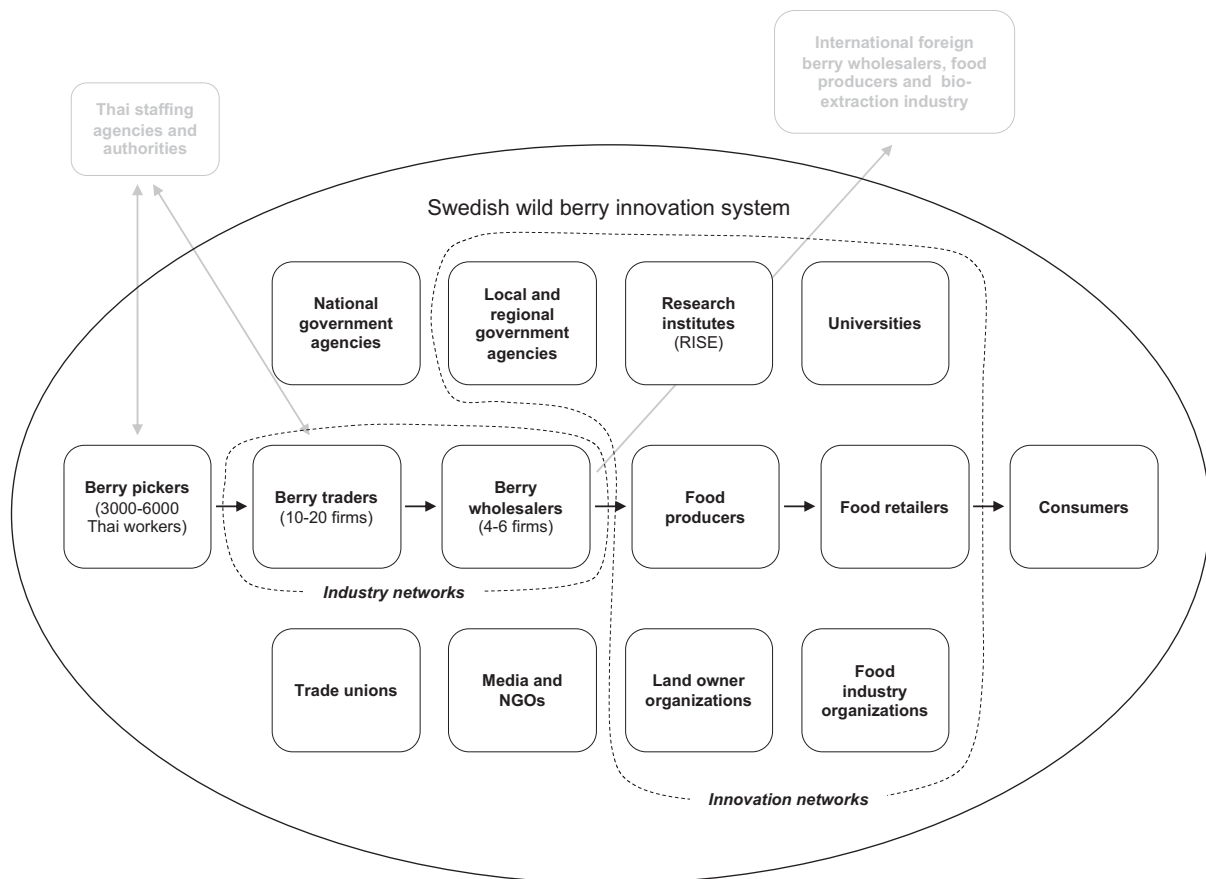 International foreign
berry wholesalers, food
producers and bio-
extraction industry
Thai staffing
agencies and
authorities
Swedish wild berry innovation system
National
government
agencies
Local and
regional
government
agencies
Research
institutes
(RISE)
Universities
Berry pickers
(3000-6000
Thai workers)
Berry traders
(10-20 firms)
Berry
wholesalers
(4-6 firms)
Food
producers
Food retailers
Consumers
Industry networks
Trade unions
Media and
NGOs
Land owner
organizations
Food
industry
organizations
Innovation networks